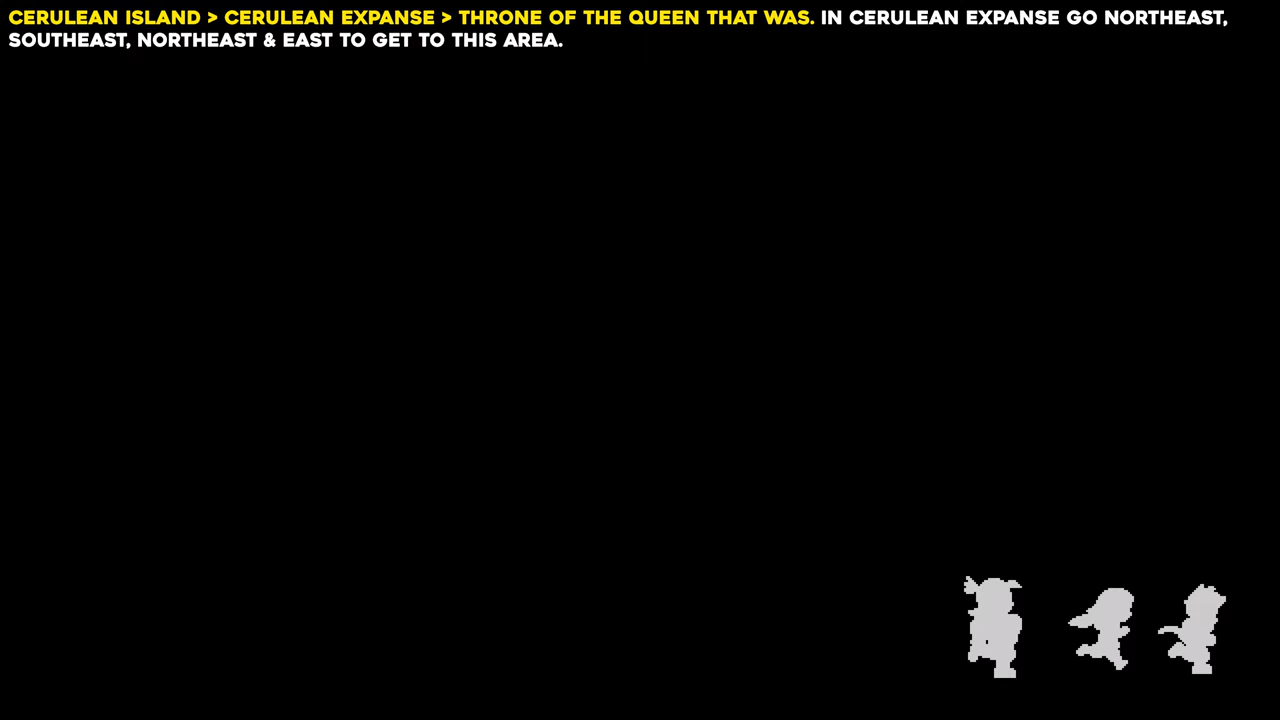 CERULEAN ISLAND > CERULEAN EXPANSE > THRONE OF THE QUEEN THAT WAS. IN CERULEAN EXPANSE GO NORTHEAST,
SOUTHEAST, NORTHEAST & EAST TO GET TO THIS AREA.